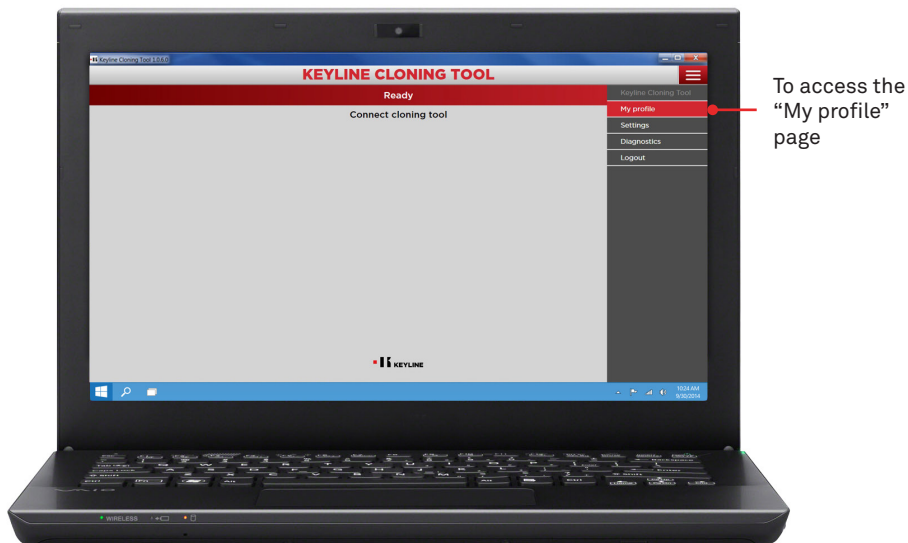 Keyline Cloning Tool 1.0.6.0
KEYLINE CLONING TOOL
Ready
Connect cloning tool
Keyline Cloning Tool
My profile
Settings
Diagnostics
Logout
To access the
“My profile”
page
KEYLINE
10:24 AM
9/30/2014
WIRELESS